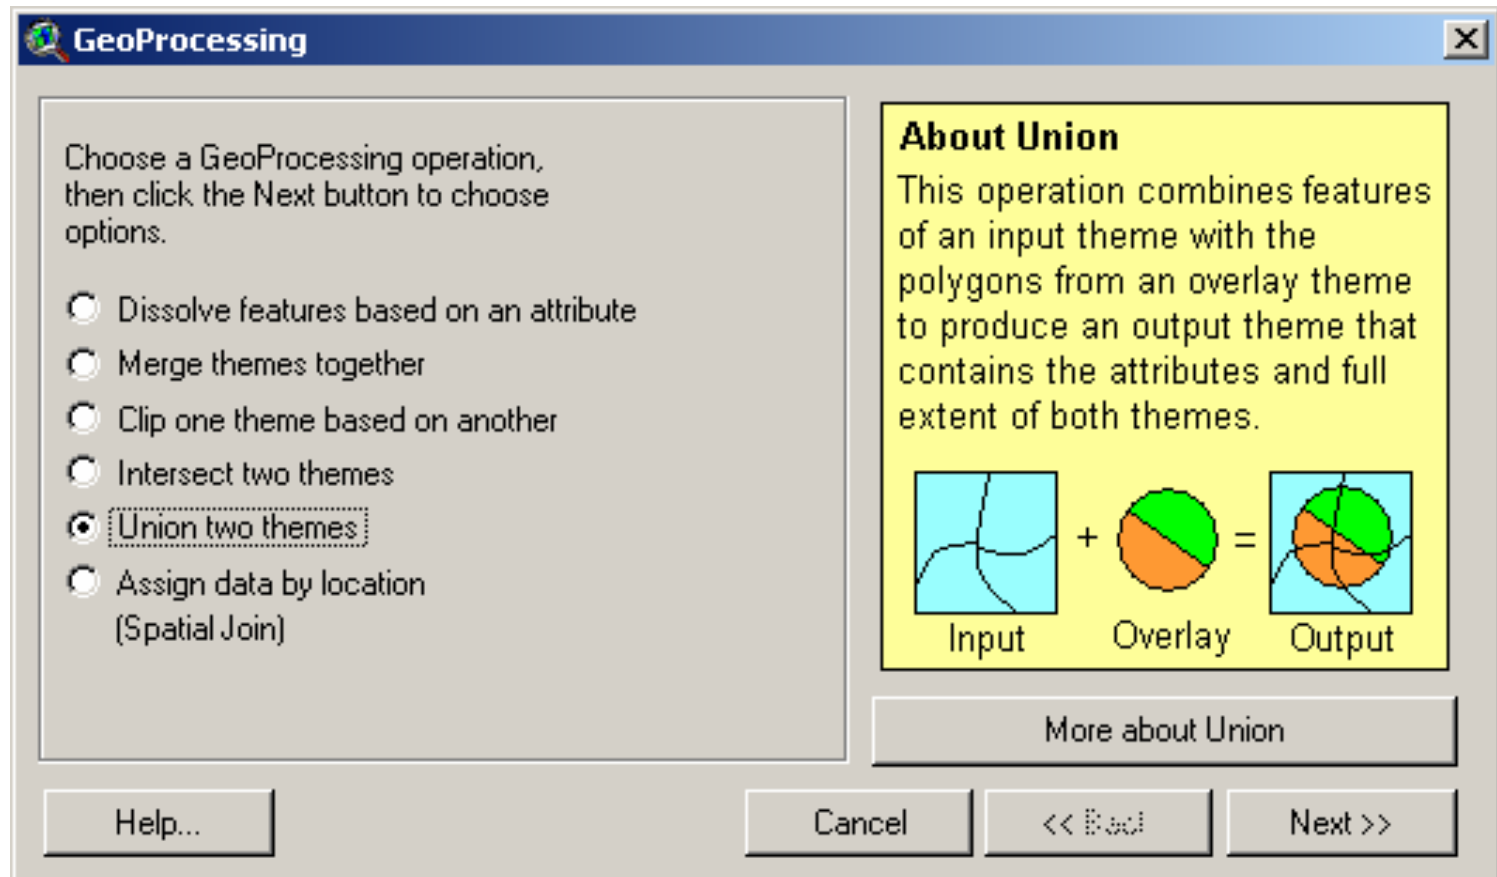 GeoProcessing
Choose a GeoProcessing operation,
then click the Next button to choose
options.
Dissolve features based on an attribute
Merge themes together
Clip one theme based on another
Intersect two themes
Union two themes
Assign data by location
(Spatial Join)
About Union
This operation combines features
of an input theme with the
polygons from an overlay theme
to produce an output theme that
contains the attributes and full
extent of both themes.
+ =
Input Overlay Output
More about Union
Help... Cancel << Back Next >>